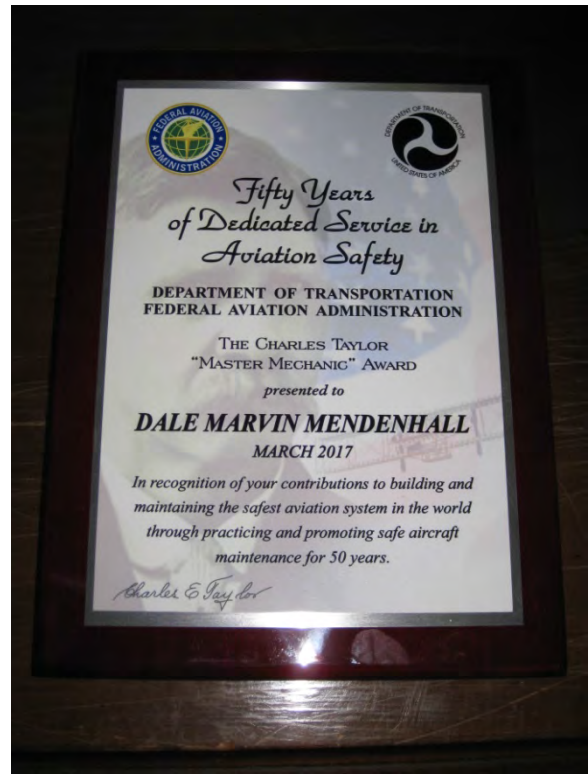 FEDERAL AVIATION
ADMINISTRATION
DEPARTMENT OF TRANSPORTATION
UNITED STATES OF AMERICA
Fifty Years
of Dedicated Service in
Aviation Safety
DEPARTMENT OF TRANSPORTATION
FEDERAL AVIATION ADMINISTRATION
THE CHARLES TAYLOR
"MASTER MECHANIC" AWARD
presented to
DALE MARVIN MENDENHALL
MARCH 2017
In recognition of your contributions to building and
maintaining the safest aviation system in the world
through practicing and promoting safe aircraft
maintenance for 50 years.
Charles E Taylor